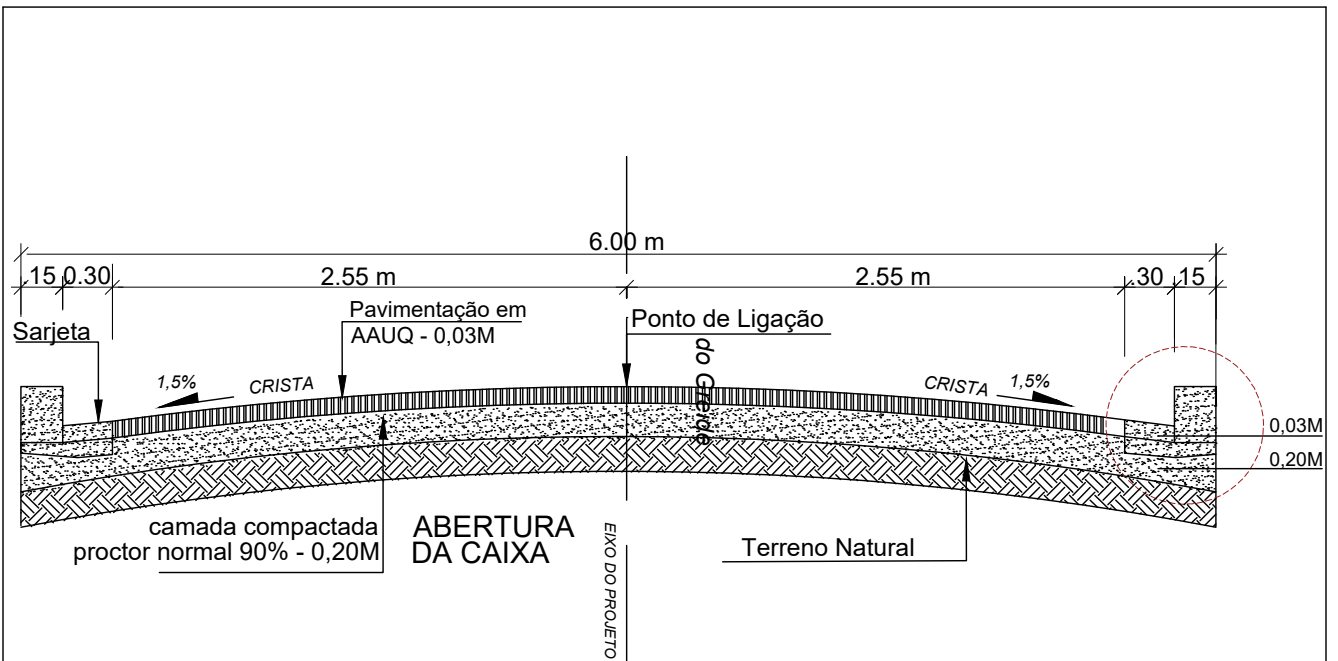 6.00 m
.15 0.30 2.55 m 2.55 m .30 .15
Sarjeta
Pavimentação em
AAUQ - 0,03M
Ponto de Ligação
do Greide
1,5% CRISTA
CRISTA 1,5%
0,03M
0,20M
camada compactada
proctor normal 90% - 0,20M
ABERTURA
DA CAIXA
EIXO DO PROJETO
Terreno Natural